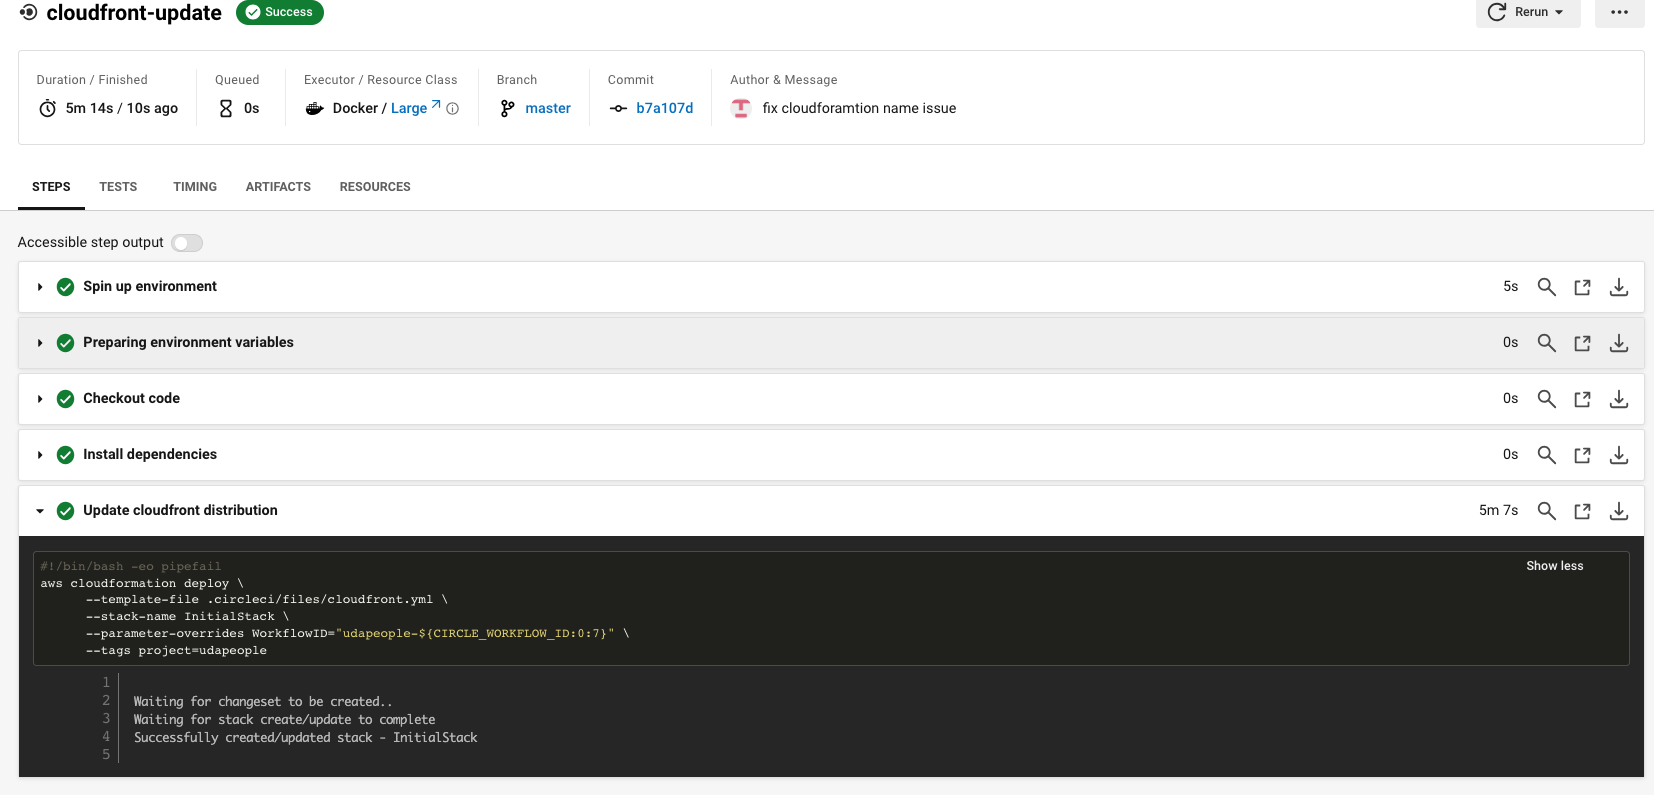 cloudfront-update Success Rerun
Duration / Finished Queued Executor / Resource Class Branch Commit Author & Message
5m 14s / 10s ago 0s Docker / Large master b7a107d fix cloudforamtion name issue
STEPS TESTS TIMING ARTIFACTS RESOURCES
Accessible step output
Spin up environment 5s
Preparing environment variables 0s
Checkout code 0s
Install dependencies 0s
Update cloudfront distribution 5m 7s
#!/bin/bash -eo pipefail Show less
aws cloudformation deploy \
--template-file .circleci/files/cloudfront.yml \
--stack-name InitialStack \
--parameter-overrides WorkflowID="udapeople-${CIRCLE_WORKFLOW_ID:0:7}" \
--tags project=udapeople
1
2 Waiting for changeset to be created..
3 Waiting for stack create/update to complete
4 Successfully created/updated stack - InitialStack
5